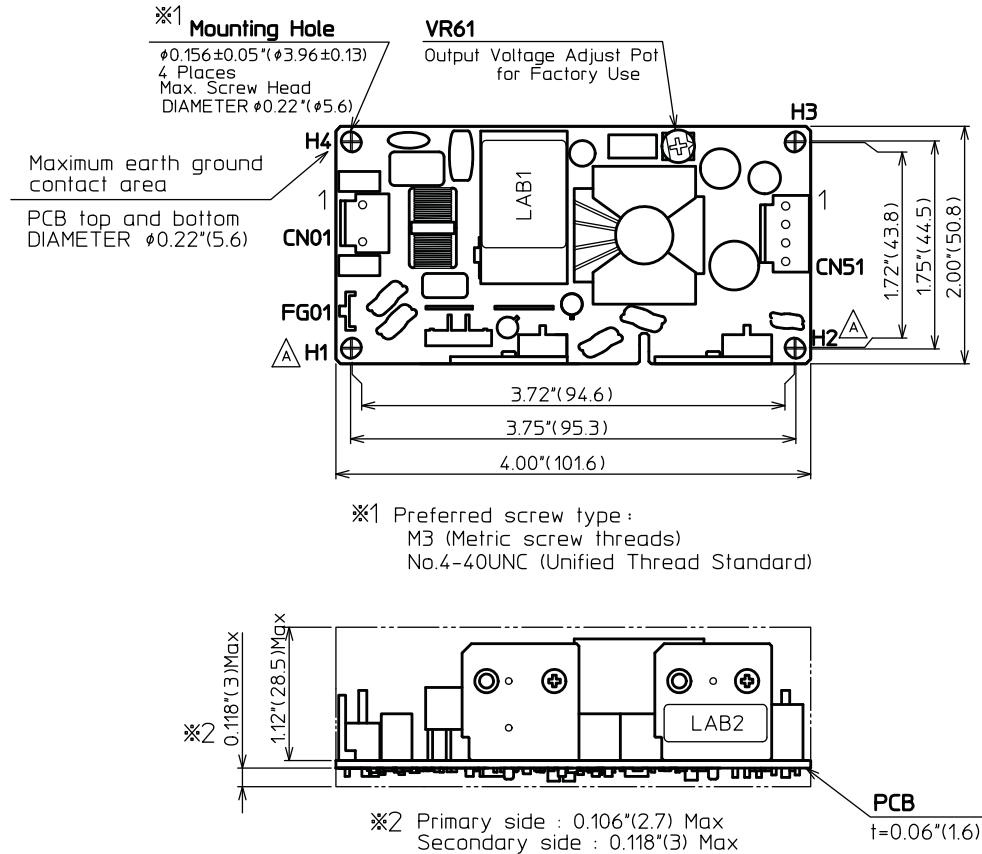 ※1 Mounting Hole
φ0.156±0.05"(φ3.96±0.13)
4 Places
Max. Screw Head
DIAMETER φ0.22"(φ5.6)
VR61
Output Voltage Adjust Pot
for Factory Use
H3
H4
Maximum earth ground
contact area
PCB top and bottom
DIAMETER φ0.22"(5.6)
1
CN01
FG01
A H1
LAB1
1
CN51
H2 A
1.72"(43.8)
1.75"(44.5)
2.00"(50.8)
3.72"(94.6)
3.75"(95.3)
4.00"(101.6)
※1 Preferred screw type:
M3 (Metric screw threads)
No.4-40UNC (Unified Thread Standard)
※2
0.118"(3)Max
1.12"(28.5)Max
LAB2
PCB
t=0.06"(1.6)
※2 Primary side : 0.106"(2.7) Max
Secondary side : 0.118"(3) Max